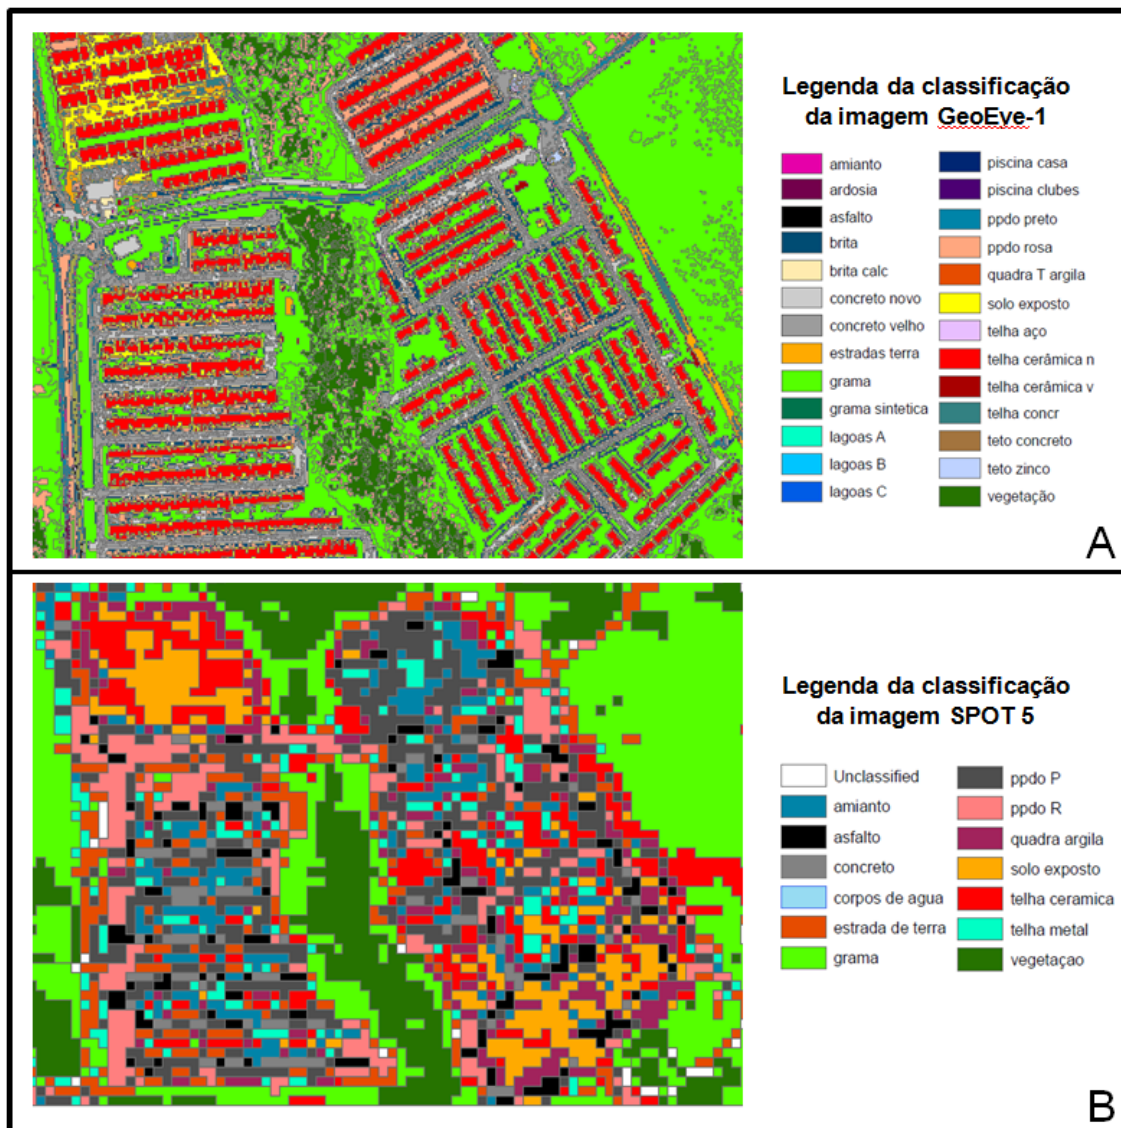 Legenda da classificação
da imagem GeoEye-1
amianto
ardosia
asfalto
brita
brita calc
concreto novo
concreto velho
estradas terra
grama
grama sintetica
lagoas A
lagoas B
lagoas C
piscina casa
piscina clubes
ppdo preto
ppdo rosa
quadra T argila
solo exposto
telha aço
telha cerâmica n
telha cerâmica v
telha concr
teto concreto
teto zinco
vegetação
A
Legenda da classificação
da imagem SPOT 5
Unclassified
amianto
asfalto
concreto
corpos de agua
estrada de terra
grama
ppdo P
ppdo R
quadra argila
solo exposto
telha ceramica
telha metal
vegetaçao
B